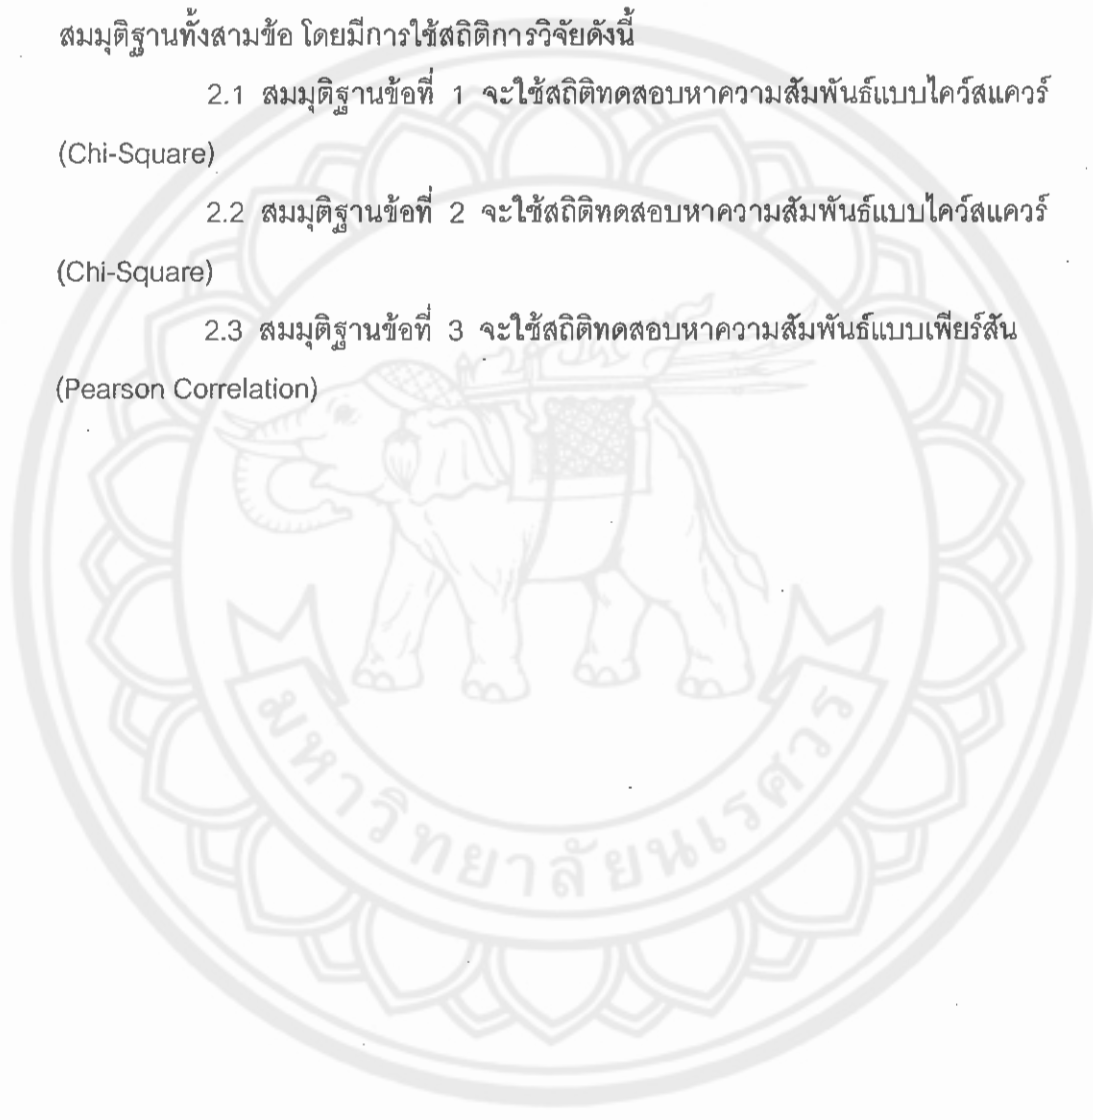 สมมุติฐานทั้งสามข้อ โดยมีการใช้สถิติการวิจัยดังนี้
2.1 สมมุติฐานข้อที่ 1 จะใช้สถิติทดสอบหาความสัมพันธ์แบบไคว์สแควร์
(Chi-Square)
2.2 สมมุติฐานข้อที่ 2 จะใช้สถิติทดสอบหาความสัมพันธ์แบบไคว์สแควร์
(Chi-Square)
2.3 สมมุติฐานข้อที่ 3 จะใช้สถิติทดสอบหาความสัมพันธ์แบบเพียร์สัน
(Pearson Correlation)
มหาวิทยาลัยนเรศวร